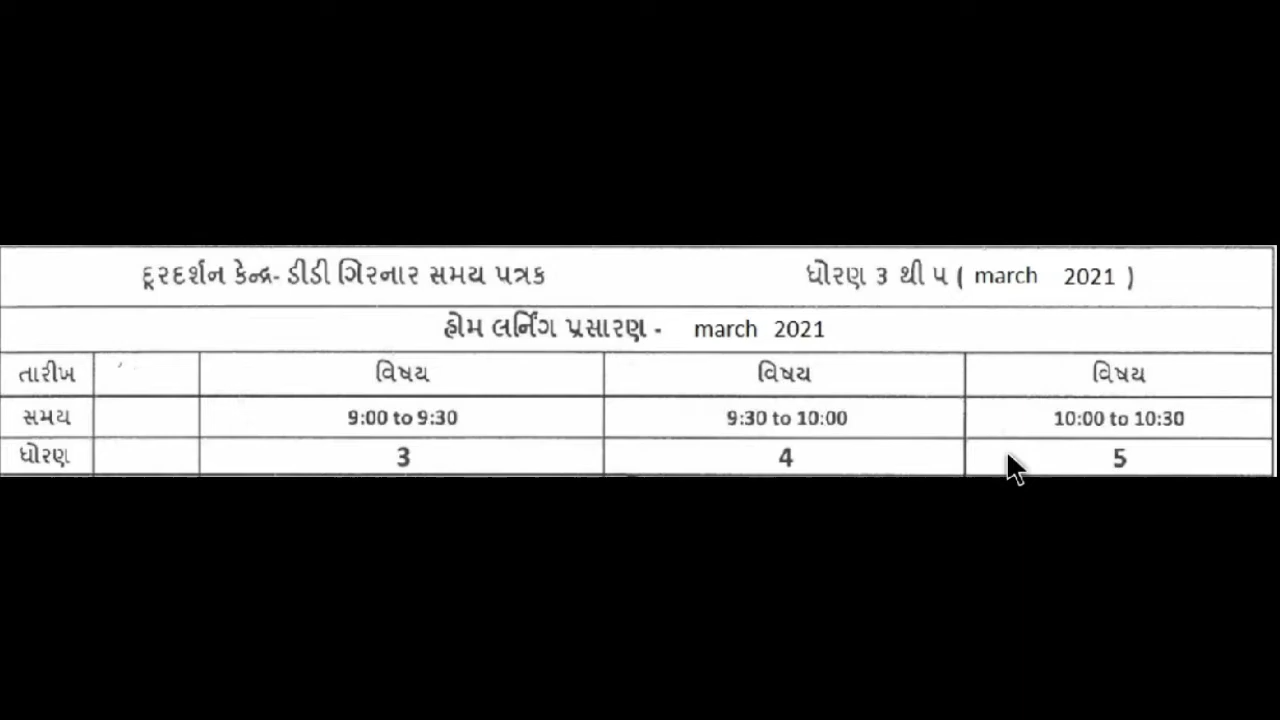 દૂરદર્શન કેન્દ્ર- ડીડી ગિરનાર સમય પત્રક ધોરણ 3 થી ૫ ( march 2021 )
હોમ લર્નિંગ પ્રસારણ - march 2021
તારીખ વિષય વિષય વિષય
સમય 9:00 to 9:30 9:30 to 10:00 10:00 to 10:30
ધોરણ 3 4 5